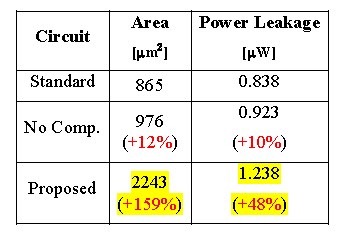 Circuit Area Power Leakage
[μm²] [μW]
Standard 865 0.838
No Comp. 976 0.923
(+12%) (+10%)
Proposed 2243 1.238
(+159%) (+48%)